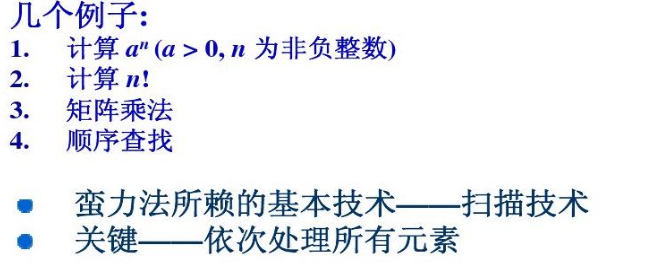 几个例子:
1. 计算 aⁿ (a > 0, n 为非负整数)
2. 计算 n!
3. 矩阵乘法
4. 顺序查找
蛮力法所赖的基本技术——扫描技术
关键——依次处理所有元素